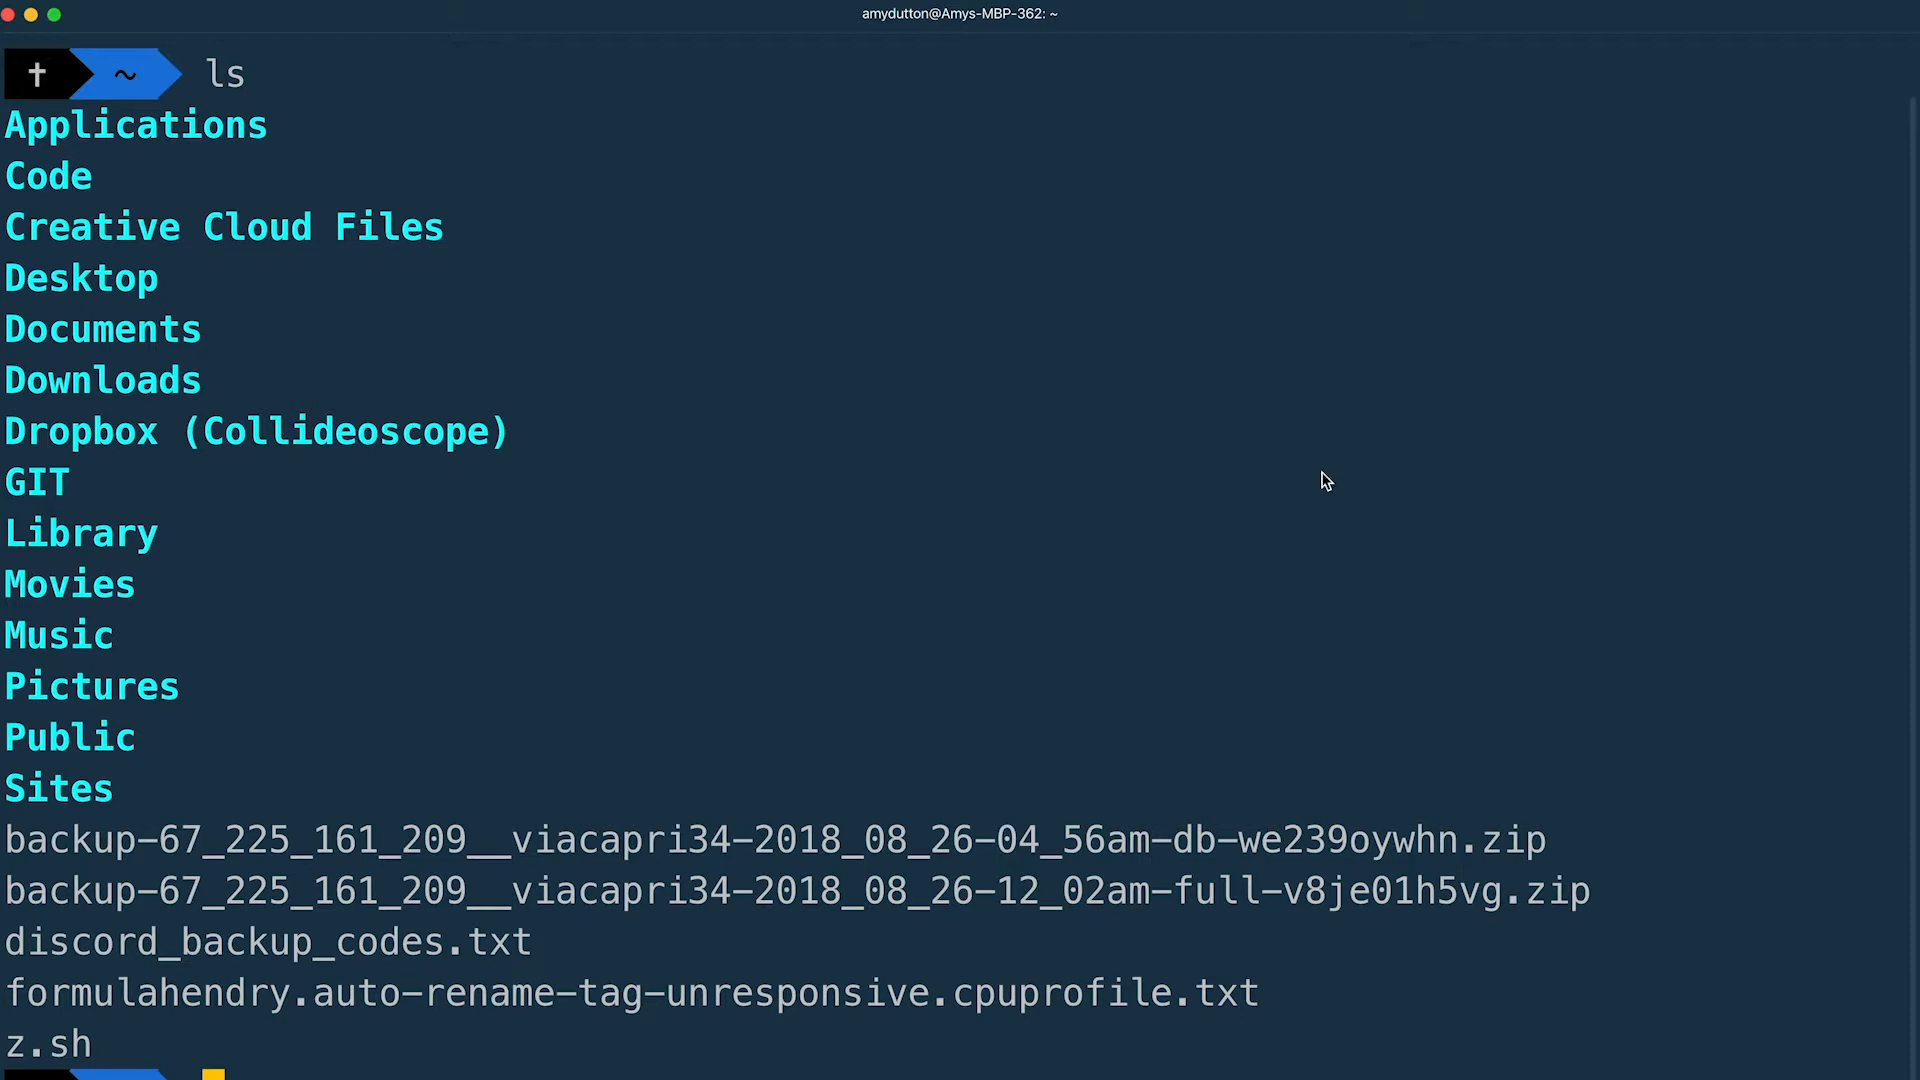 amydutton@Amys-MBP-362: ~
† ~ ls
Applications
Code
Creative Cloud Files
Desktop
Documents
Downloads
Dropbox (Collideoscope)
GIT
Library
Movies
Music
Pictures
Public
Sites
backup-67_225_161_209__viacapri34-2018_08_26-04_56am-db-we239oywhn.zip
backup-67_225_161_209__viacapri34-2018_08_26-12_02am-full-v8je01h5vg.zip
discord_backup_codes.txt
formulahendry.auto-rename-tag-unresponsive.cpuprofile.txt
z.sh